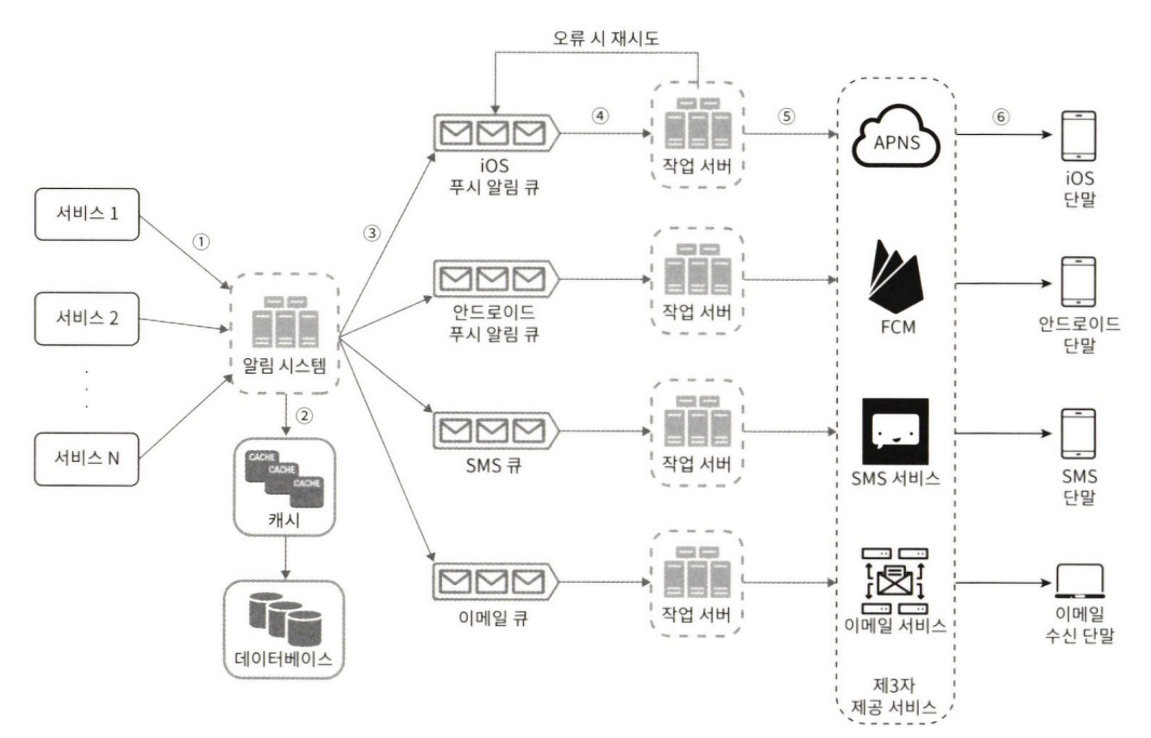 오류 시 재시도
서비스 1
서비스 2
.
.
.
서비스 N
①
알림 시스템
②
CACHE
CACHE
CACHE
캐시
데이터베이스
③
iOS
푸시 알림 큐
④
작업 서버
⑤
APNS
⑥
iOS
단말
안드로이드
푸시 알림 큐
작업 서버
FCM
안드로이드
단말
SMS 큐
작업 서버
SMS 서비스
SMS
단말
이메일 큐
작업 서버
이메일 서비스
이메일
수신 단말
제3자
제공 서비스